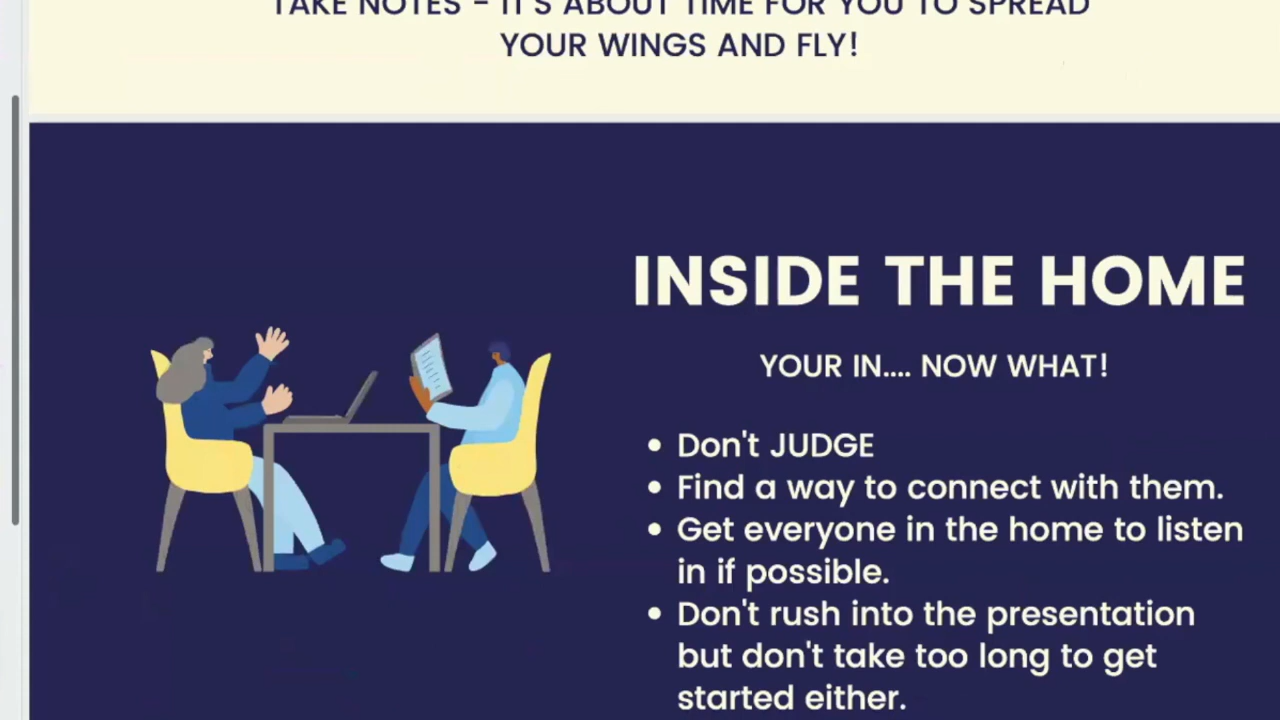 TAKE NOTES - IT'S ABOUT TIME FOR YOU TO SPREAD
YOUR WINGS AND FLY!
INSIDE THE HOME
YOUR IN.... NOW WHAT!
• Don't JUDGE
• Find a way to connect with them.
• Get everyone in the home to listen
in if possible.
• Don't rush into the presentation
but don't take too long to get
started either.